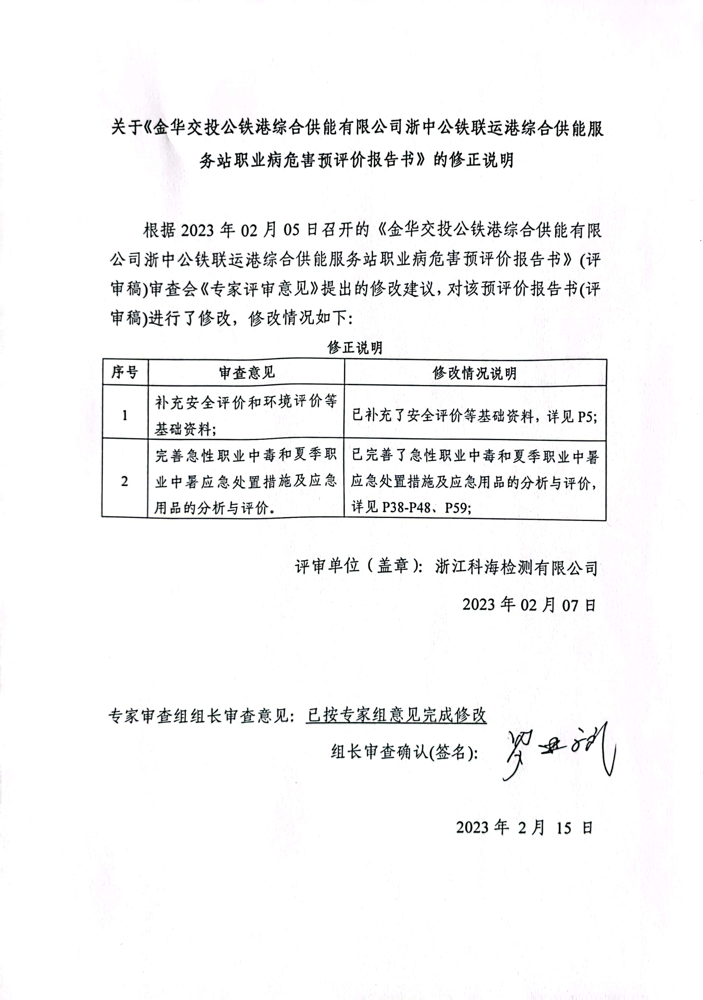 关于《金华交投公铁港综合供能有限公司浙中公铁联运港综合供能服
务站职业病危害预评价报告书》的修正说明
根据 2023 年 02 月 05 日召开的《金华交投公铁港综合供能有限
公司浙中公铁联运港综合供能服务站职业病危害预评价报告书》(评
审稿)审查会《专家评审意见》提出的修改建议，对该预评价报告书(评
审稿)进行了修改，修改情况如下：
修正说明
序号 审查意见 修改情况说明
1
补充安全评价和环境评价等
基础资料;
已补充了安全评价等基础资料，详见 P5;
2
完善急性职业中毒和夏季职
业中暑应急处置措施及应急
用品的分析与评价。
已完善了急性职业中毒和夏季职业中暑
应急处置措施及应急用品的分析与评价，
详见 P38-P48、P59;
评审单位（盖章）：浙江科海检测有限公司
2023 年 02 月 07 日
专家审查组组长审查意见：已按专家组意见完成修改
组长审查确认(签名)：
2023 年 2 月 15 日